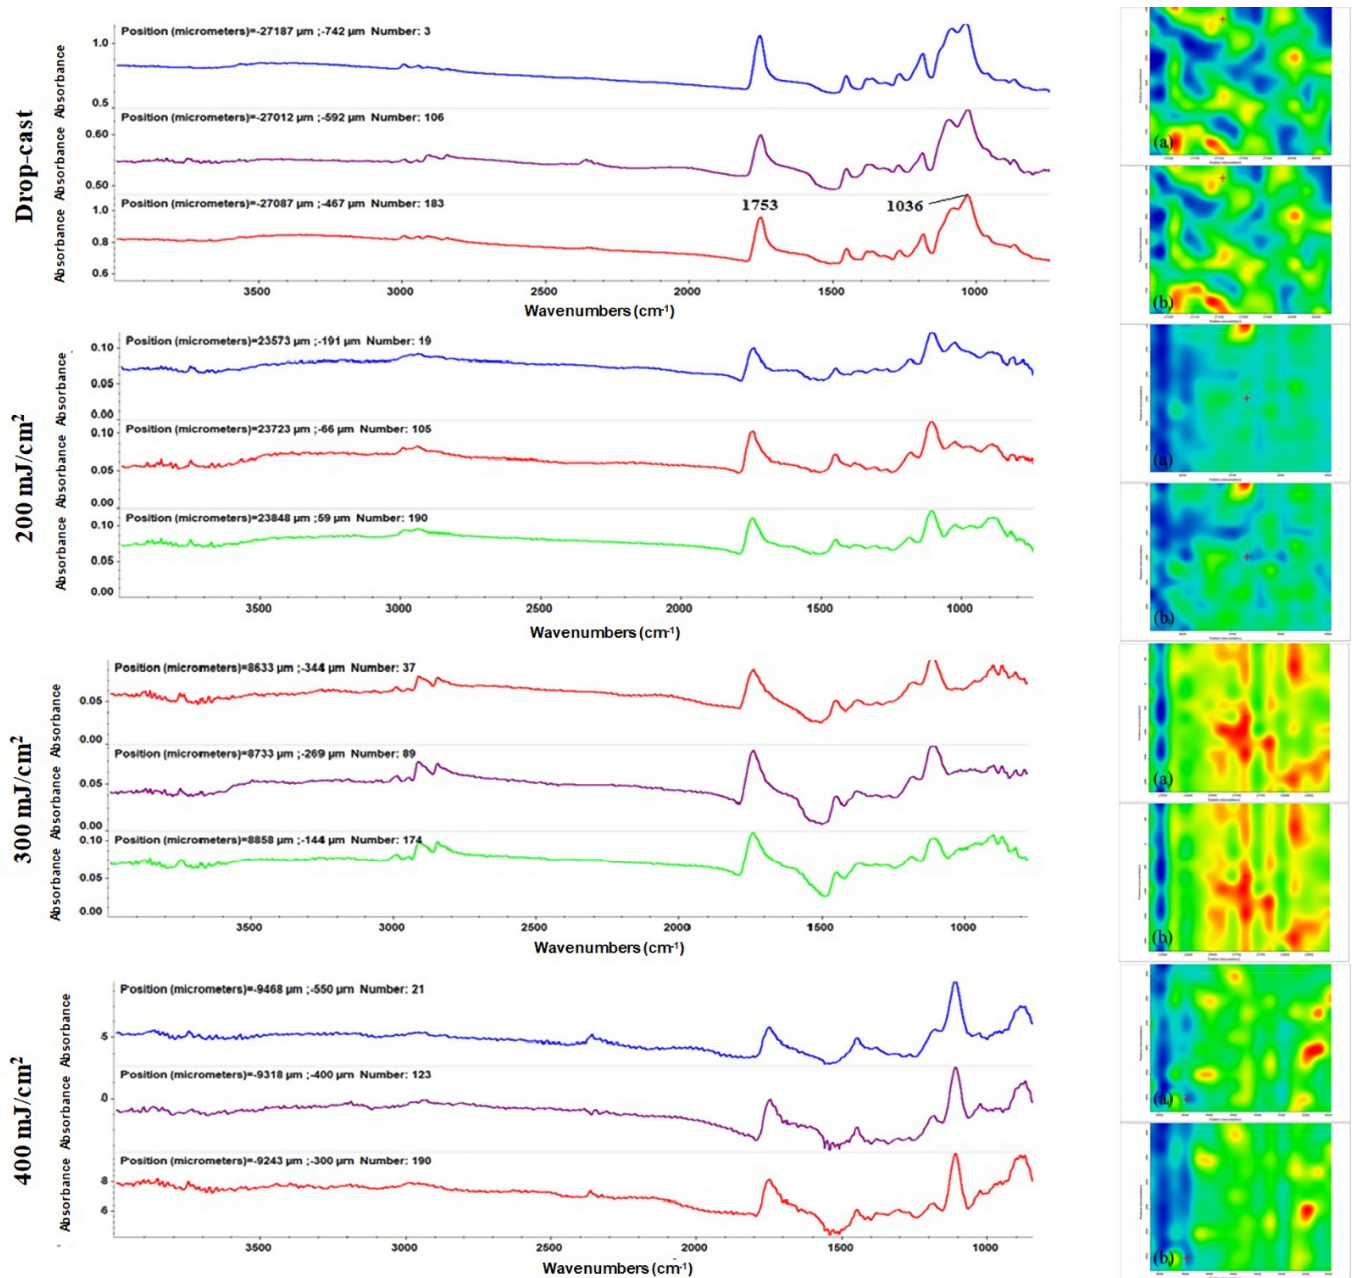 Drop-cast
Absorbance Absorbance Absorbance
Position (micrometers)=-27187 µm ;-742 µm Number: 3
1.0
0.5
Position (micrometers)=-27012 µm ;-592 µm Number: 106
0.60
0.50
Position (micrometers)=-27087 µm ;-467 µm Number: 183
1.0
0.8
0.6
1753
1036
3500 3000 2500 2000 1500 1000
Wavenumbers (cm-1)
(a)
(b)
200 mJ/cm2
Absorbance Absorbance Absorbance
Position (micrometers)=23573 µm ;-191 µm Number: 19
0.10
0.05
0.00
Position (micrometers)=23723 µm ;-66 µm Number: 105
0.10
0.05
0.00
Position (micrometers)=23848 µm ;59 µm Number: 190
0.10
0.05
0.00
3500 3000 2500 2000 1500 1000
Wavenumbers (cm-1)
(a)
(b)
300 mJ/cm2
Absorbance Absorbance Absorbance
Position (micrometers)=8633 µm ;-344 µm Number: 37
0.05
0.00
Position (micrometers)=8733 µm ;-269 µm Number: 89
0.05
0.00
Position (micrometers)=8858 µm ;-144 µm Number: 174
0.10
0.05
0.00
3500 3000 2500 2000 1500 1000
Wavenumbers (cm-1)
(a)
(b)
400 mJ/cm2
Absorbance Absorbance Absorbance
Position (micrometers)=-9468 µm ;-550 µm Number: 21
5
Position (micrometers)=-9318 µm ;-400 µm Number: 123
0
Position (micrometers)=-9243 µm ;-300 µm Number: 190
8
6
3500 3000 2500 2000 1500 1000
Wavenumbers (cm-1)
(a)
(b)